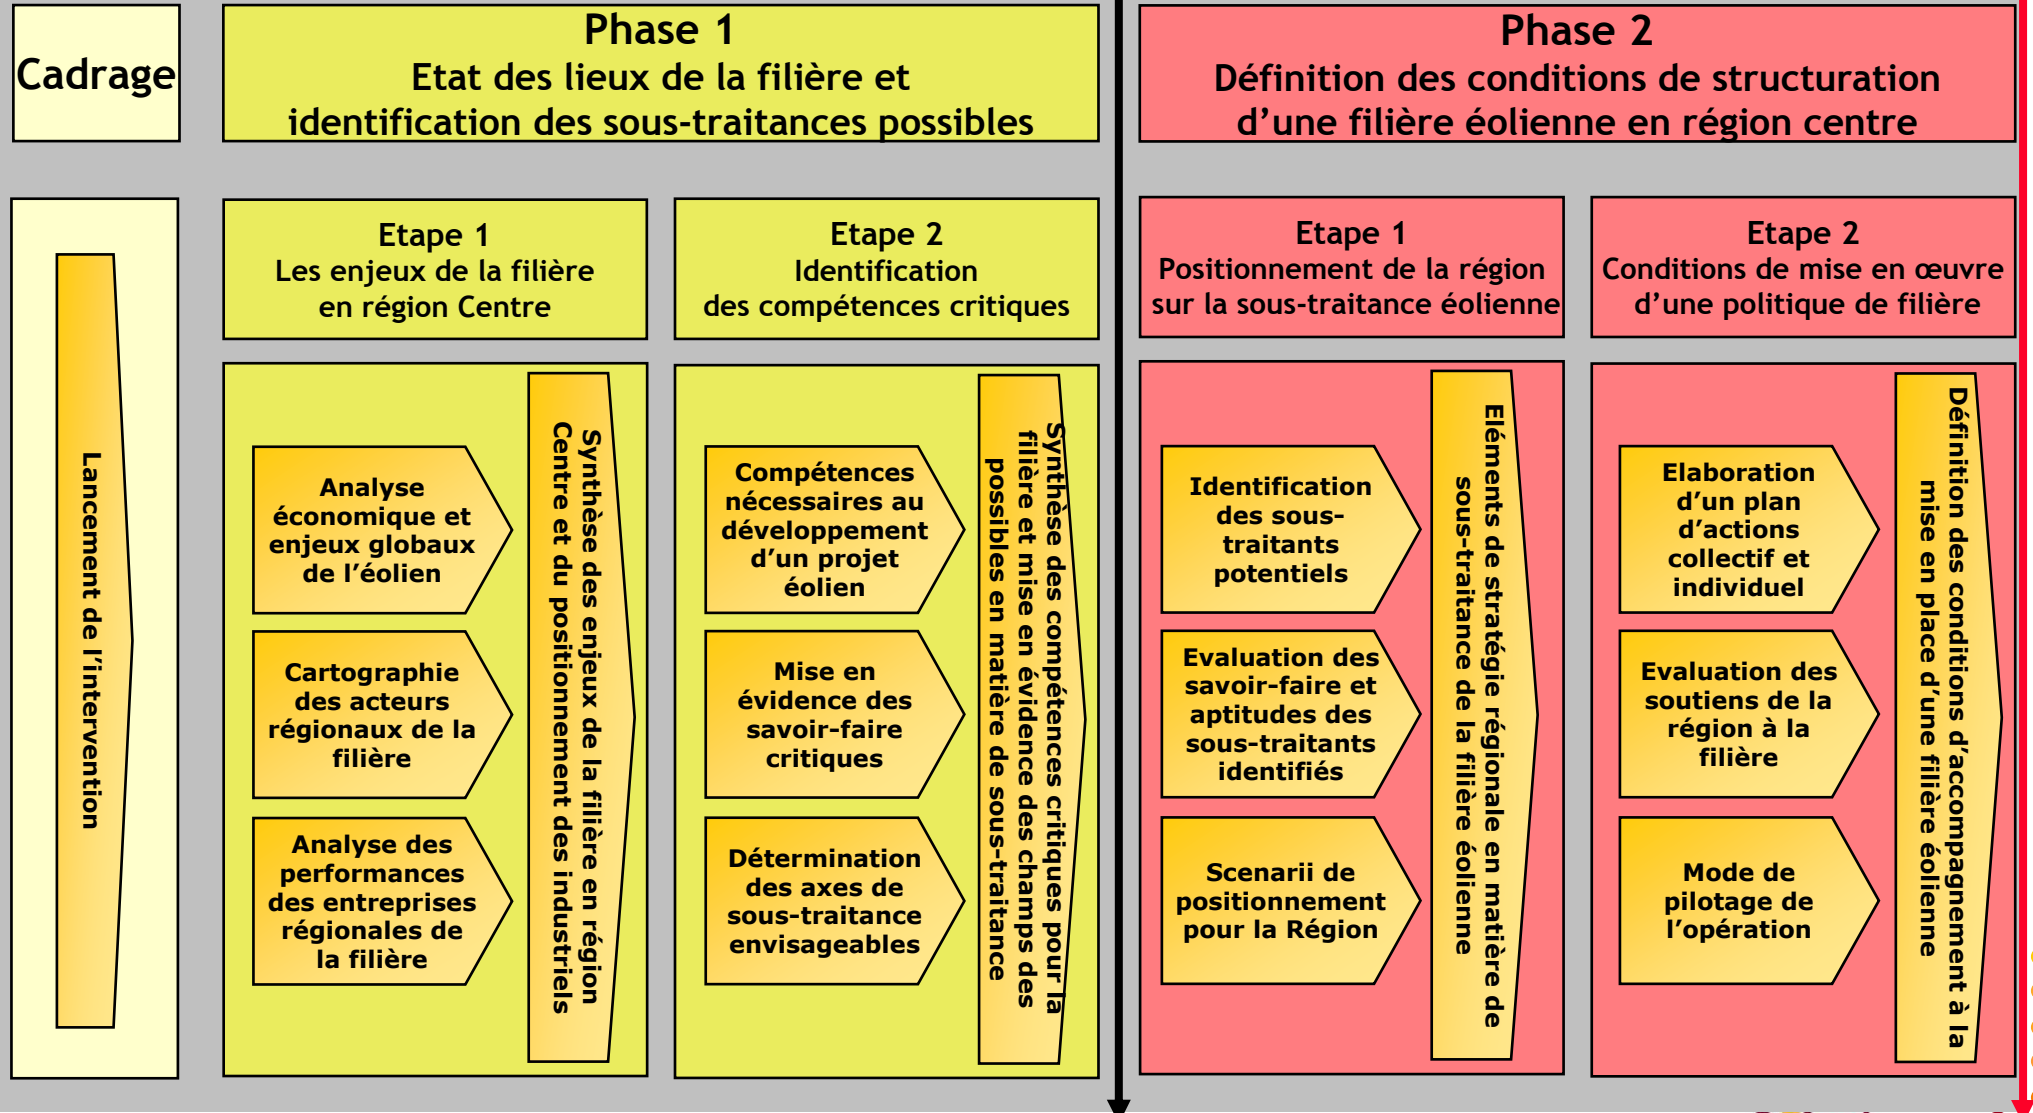 Cadrage
Phase 1
Etat des lieux de la filière et
identification des sous-traitances possibles
Phase 2
Définition des conditions de structuration
d’une filière éolienne en région centre
Lancement de l’intervention
Etape 1
Les enjeux de la filière
en région Centre
Analyse
économique et
enjeux globaux
de l’éolien
Cartographie
des acteurs
régionaux de la
filière
Analyse des
performances
des entreprises
régionales de
la filière
Synthèse des enjeux de la filière en région
Centre et du positionnement des industriels
Etape 2
Identification
des compétences critiques
Compétences
nécessaires au
développement
d’un projet
éolien
Mise en
évidence des
savoir-faire
critiques
Détermination
des axes de
sous-traitance
envisageables
Synthèse des compétences critiques pour la
filière et mise en évidence des champs des
possibles en matière de sous-traitance
Etape 1
Positionnement de la région
sur la sous-traitance éolienne
Identification
des sous-
traitants
potentiels
Evaluation des
savoir-faire et
aptitudes des
sous-traitants
identifiés
Scenarii de
positionnement
pour la Région
Eléments de stratégie régionale en matière de
sous-traitance de la filière éolienne
Etape 2
Conditions de mise en œuvre
d’une politique de filière
Elaboration
d’un plan
d’actions
collectif et
individuel
Evaluation des
soutiens de la
région à la
filière
Mode de
pilotage de
l’opération
Définition des conditions d’accompagnement à la
mise en place d’une filière éolienne